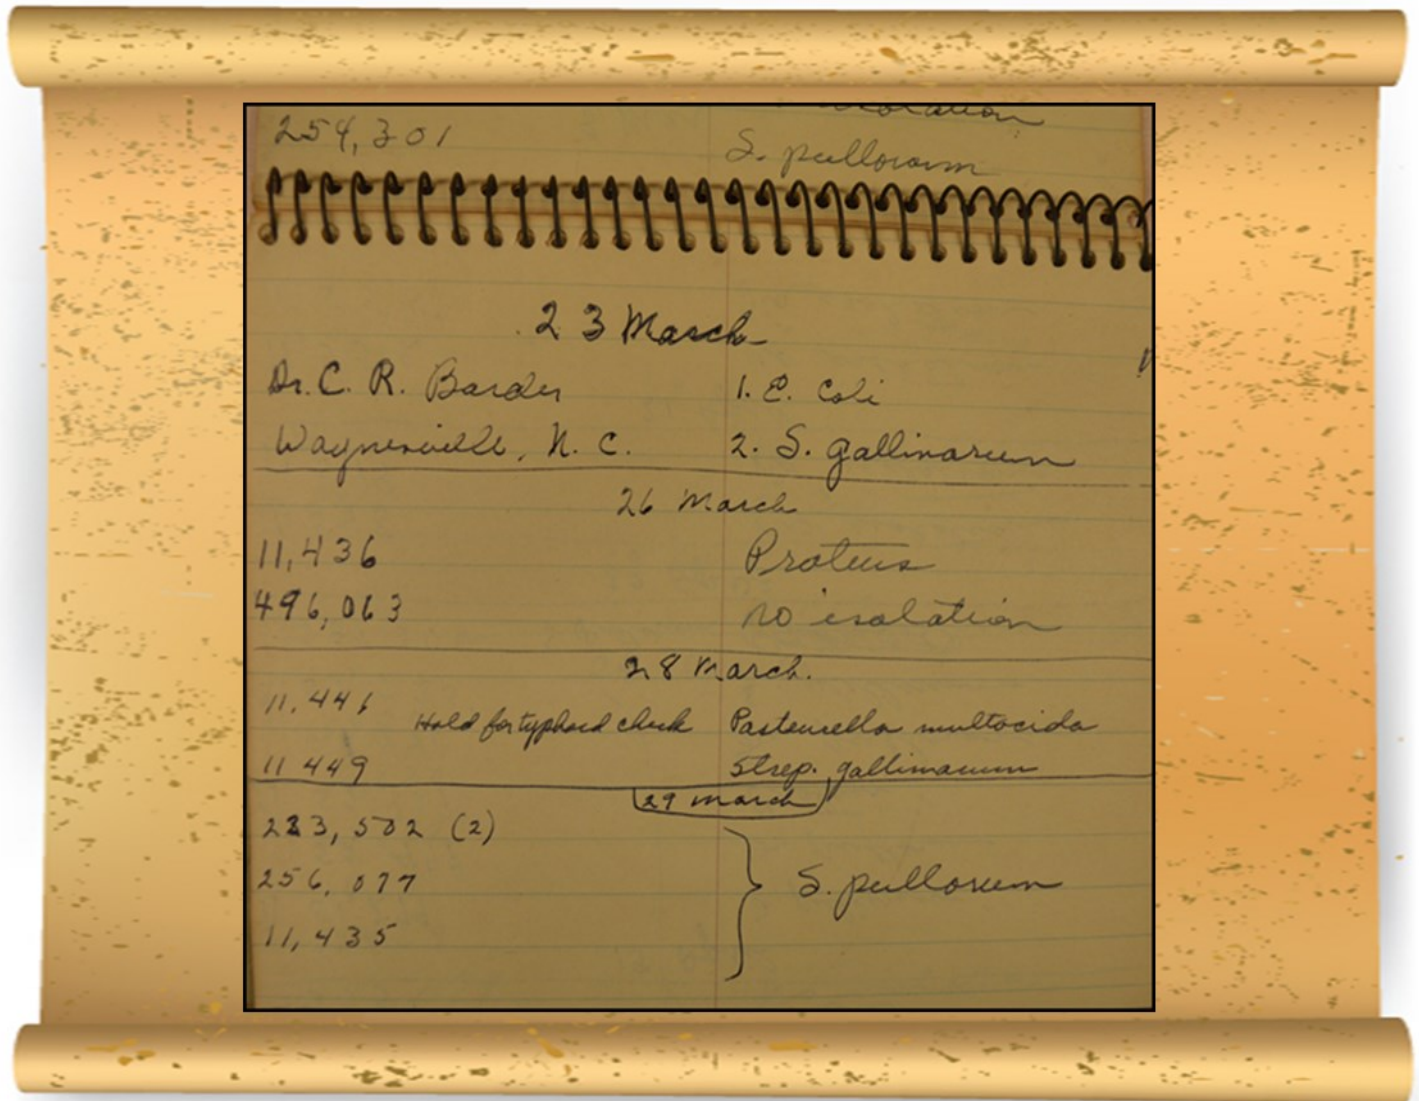 254,301
S. pullorum
23 March
Dr. C. R. Barder 1. E. Coli
Waynesville, N. C. 2. S. gallinarum
26 March
11,436 Proteus
496,063 no isolation
28 March.
11,446 Hold for typhoid check Pasteurella multocida
11 449 Strep. gallinarum
29 March
223,502 (2)
256,077 S. pullorum
11,435